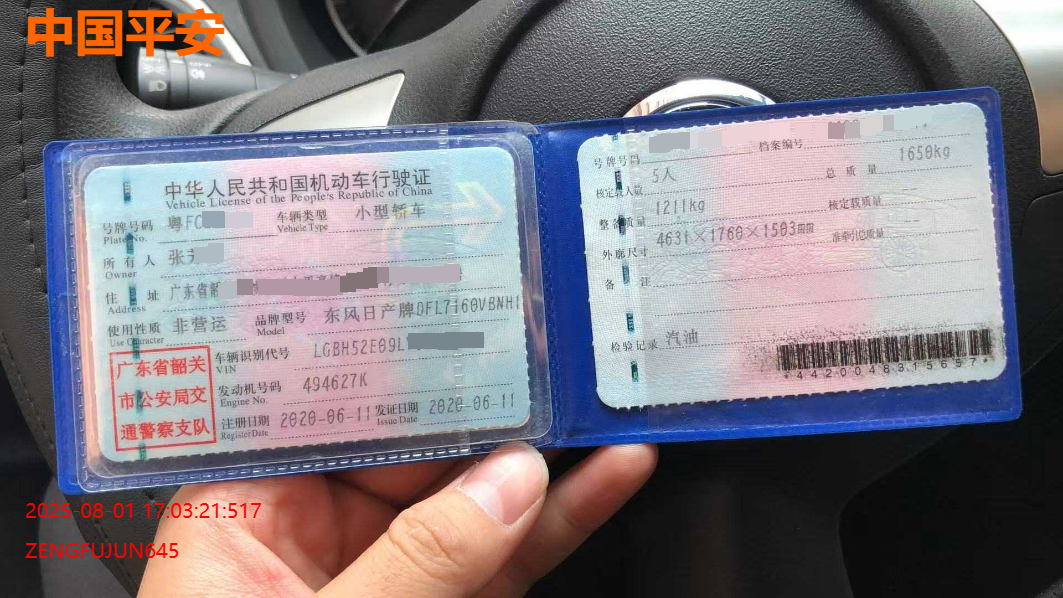 中国平安
中华人民共和国机动车行驶证
Vehicle License of the People's Republic of China
号牌号码 粤FC 车辆类型 小型轿车
Plate No. Vehicle Type
所有人 张
Owner
住址 广东省韶
Address
使用性质 非营运 品牌型号 东风日产牌DFL7160VBNH1
Use Character Model
广东省韶关
市公安局交
通警察支队
车辆识别代号 LGBH52E09L
VIN
发动机号码 494627K
Engine No.
注册日期 2020-06-11 发证日期 2020-06-11
Register Date Issue Date
号牌号码 档案编号
核定载人数 5人 总质量 1650kg
整备质量 1211kg 核定载质量
外廓尺寸 4631×1760×1503 准牵引总质量
备注
检验记录 汽油
*4420048315697*
2025-08-01 17:03:21:517
ZENGFUJUN645